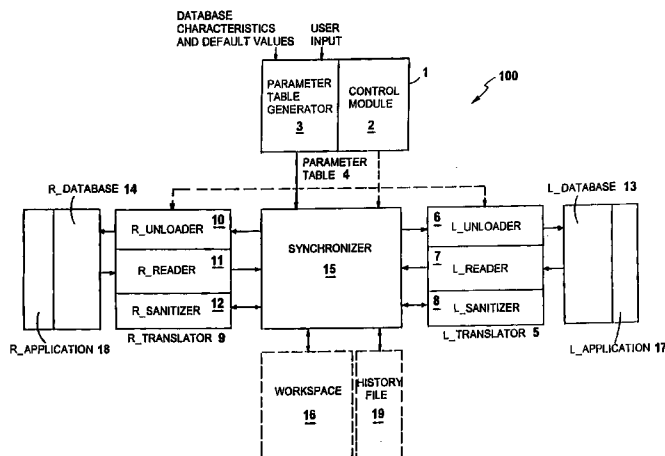 DATABASE
CHARACTERISTICS
AND DEFAULT VALUES
USER
INPUT
1
100
PARAMETER
TABLE
GENERATOR
3
CONTROL
MODULE
2
PARAMETER
TABLE 4
R_DATABASE 14
L_DATABASE 13
R_UNLOADER 10
R_READER 11
R_SANITIZER 12
R_TRANSLATOR 9
R_APPLICATION 18
SYNCHRONIZER
15
6 L_UNLOADER
7 L_READER
8 L_SANITIZER
L_TRANSLATOR 5
L_APPLICATION 17
WORKSPACE
16
HISTORY
FILE
19